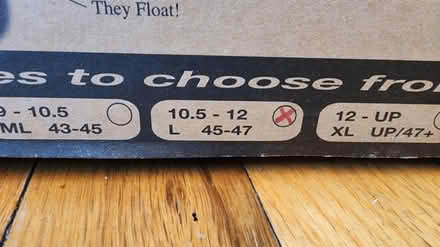 They Float!
es to choose fro
9 - 10.5
ML 43-45
10.5 - 12
L 45-47
12 - UP
XL UP/47+